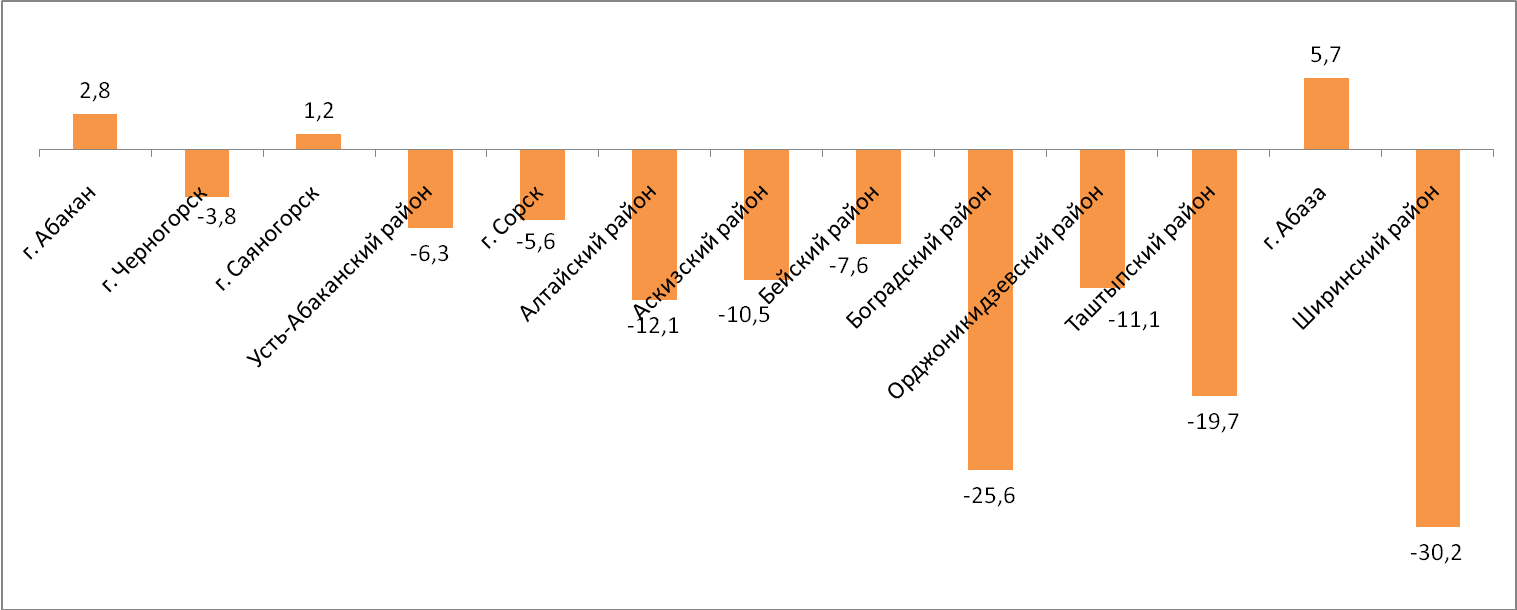 2,8
-3,8
1,2
-6,3
-5,6
-12,1
-10,5
-7,6
-25,6
-11,1
-19,7
5,7
-30,2
г. Абакан
г. Черногорск
г. Саяногорск
Усть-Абаканский район
г. Сорск
Алтайский район
Аскизский район
Бейский район
Боградский район
Орджоникидзевский район
Таштыпский район
г. Абаза
Ширинский район